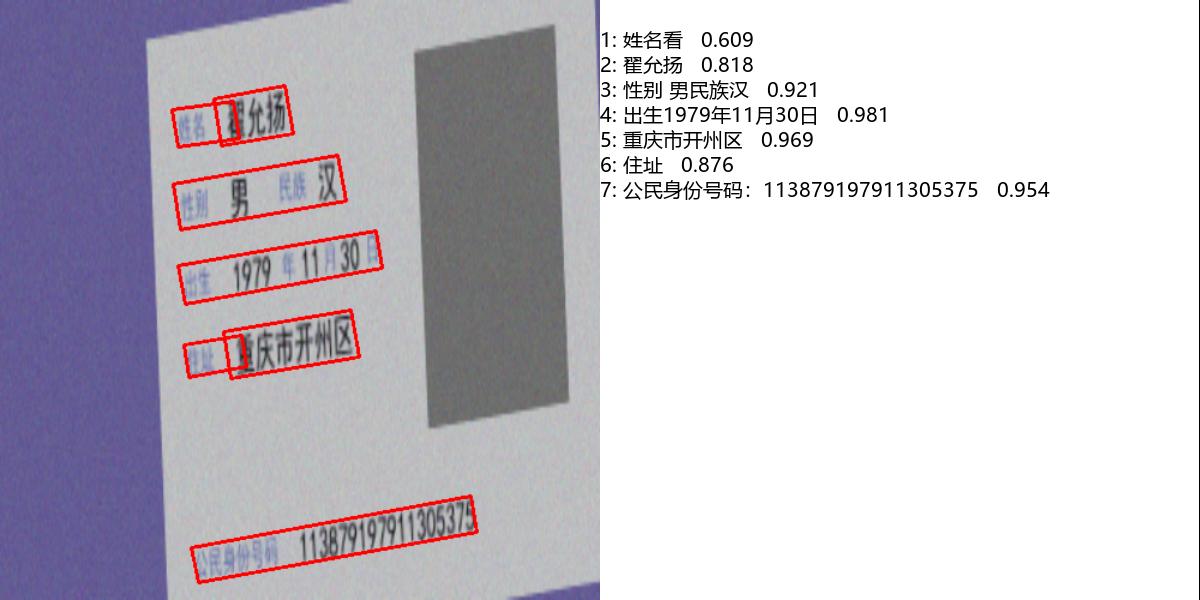 姓名 翟允扬
性别 男 民族 汉
出生 1979 年 11 月 30 日
住址 重庆市开州区
公民身份号码 113879197911305375
1: 姓名看 0.609
2: 翟允扬 0.818
3: 性别 男民族汉 0.921
4: 出生1979年11月30日 0.981
5: 重庆市开州区 0.969
6: 住址 0.876
7: 公民身份号码：113879197911305375 0.954